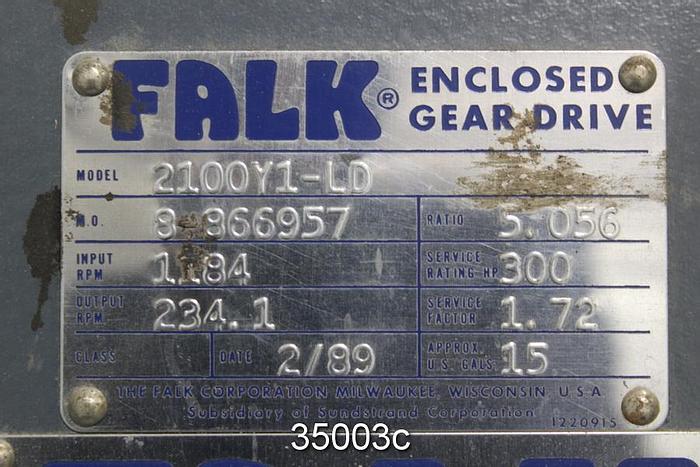 FALK® ENCLOSED GEAR DRIVE
MODEL 2100Y1-LD
M.O. 8-866957 RATIO 5.056
INPUT RPM 1184 SERVICE RATING HP 300
OUTPUT RPM 234.1 SERVICE FACTOR 1.72
CLASS DATE 2/89 APPROX. U.S. GALS 15
THE FALK CORPORATION MILWAUKEE, WISCONSIN, U.S.A.
Subsidiary of Sundstrand Corporation
1220915
35003c